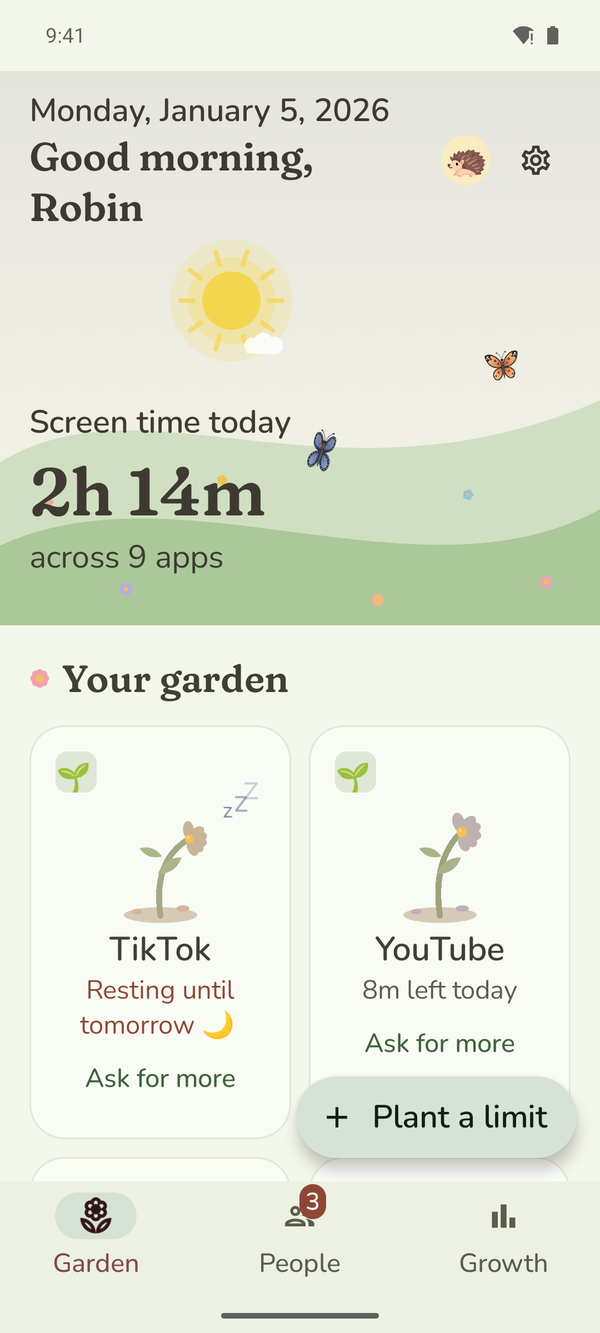 9:41
Monday, January 5, 2026
Good morning,
Robin
Screen time today
2h 14m
across 9 apps
Your garden
zZZ
TikTok
Resting until
tomorrow 🌙
Ask for more
YouTube
8m left today
Ask for more
+ Plant a limit
3
Garden
People
Growth